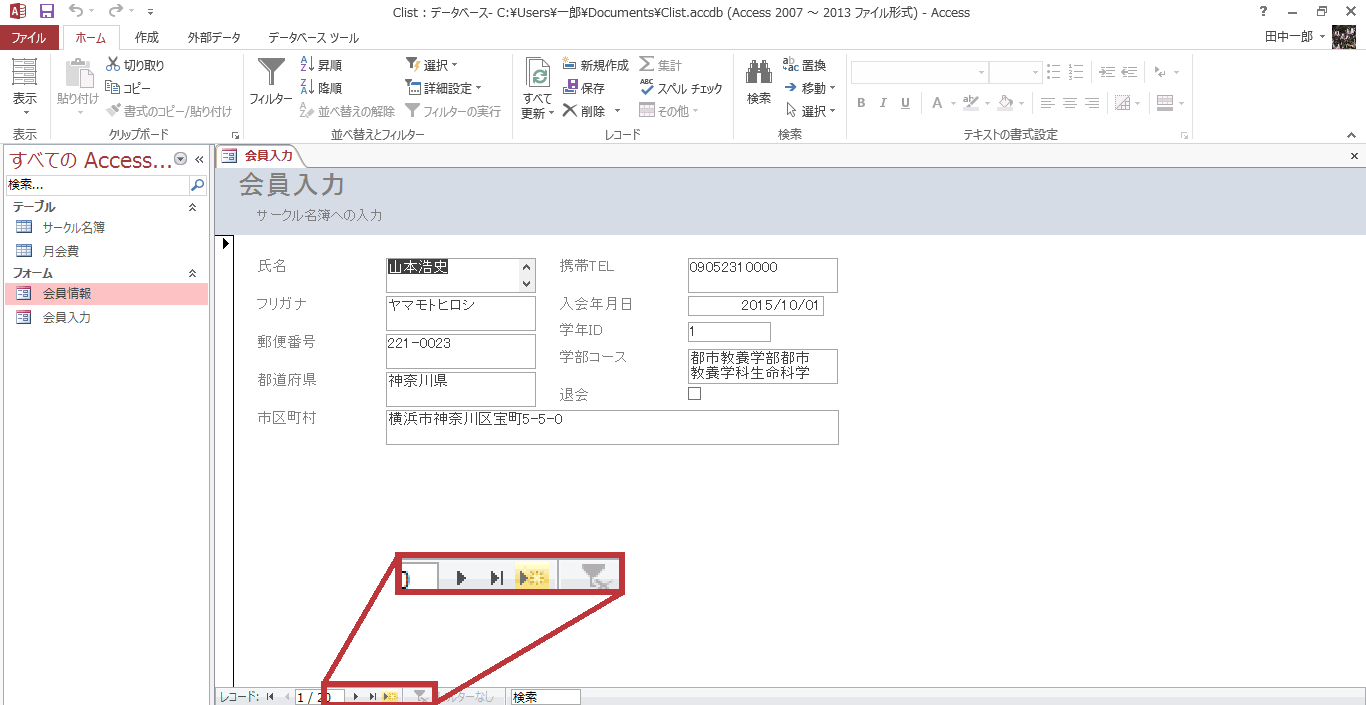 Clist : データベース- C:¥Users¥一郎¥Documents¥Clist.accdb (Access 2007 ～ 2013 ファイル形式) - Access
ファイル ホーム 作成 外部データ データベース ツール 田中一郎
表示
貼り付け
切り取り
コピー
書式のコピー/貼り付け
フィルター
昇順
降順
並べ替えの解除
選択
詳細設定
フィルターの実行
すべて
更新
新規作成
保存
削除
集計
スペル チェック
その他
検索
置換
移動
選択
B I U A
表示 クリップボード 並べ替えとフィルター レコード 検索 テキストの書式設定
すべての Access...
検索...
テーブル
サークル名簿
月会費
フォーム
会員情報
会員入力
会員入力
会員入力
サークル名簿への入力
氏名 山本浩史
フリガナ ヤマモトヒロシ
郵便番号 221-0023
都道府県 神奈川県
市区町村 横浜市神奈川区宝町5-5-0
携帯TEL 09052310000
入会年月日 2015/10/01
学年ID 1
学部コース 都市教養学部都市
教養学科生命科学
退会
レコード: 1 / 20 ルターなし 検索